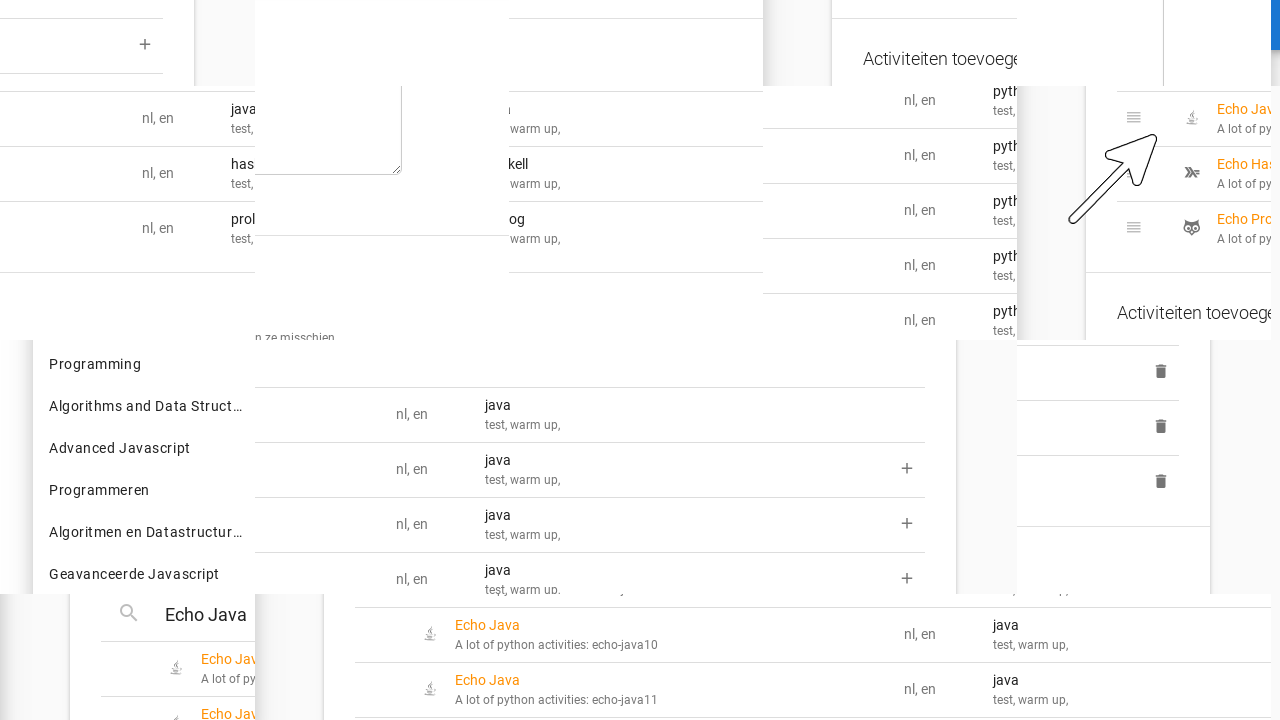 Activiteiten toevoege
nl, en
java
test, warm up,
nl, en
has kell
test, warm up,
nl, en
prol og
test, warm up,
n ze misschien
nl, en
pyth
test,
nl, en
pyth
test,
nl, en
pyth
test,
nl, en
pyth
test,
nl, en
pyth
test,
Echo Jav
A lot of py
Echo Has
A lot of py
Echo Pro
A lot of py
Activiteiten toevoege
Programming
Algorithms and Data Struct...
Advanced Javascript
Programmeren
Algoritmen en Datastructur...
Geavanceerde Javascript
nl, en
java
test, warm up,
nl, en
java
test, warm up,
nl, en
java
test, warm up,
nl, en
java
test, warm up,
Echo Java
Echo Jav
A lot of py
Echo Jav
Echo Java
A lot of python activities: echo-java10
nl, en
java
test, warm up,
Echo Java
A lot of python activities: echo-java11
nl, en
java
test, warm up,